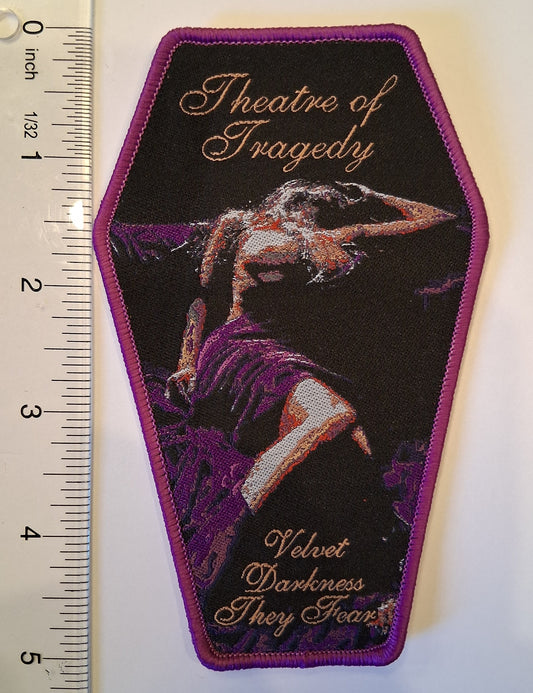 Theatre of
Tragedy
Velvet
Darkness
They Fear
0
inch
1/32
1
2
3
4
5